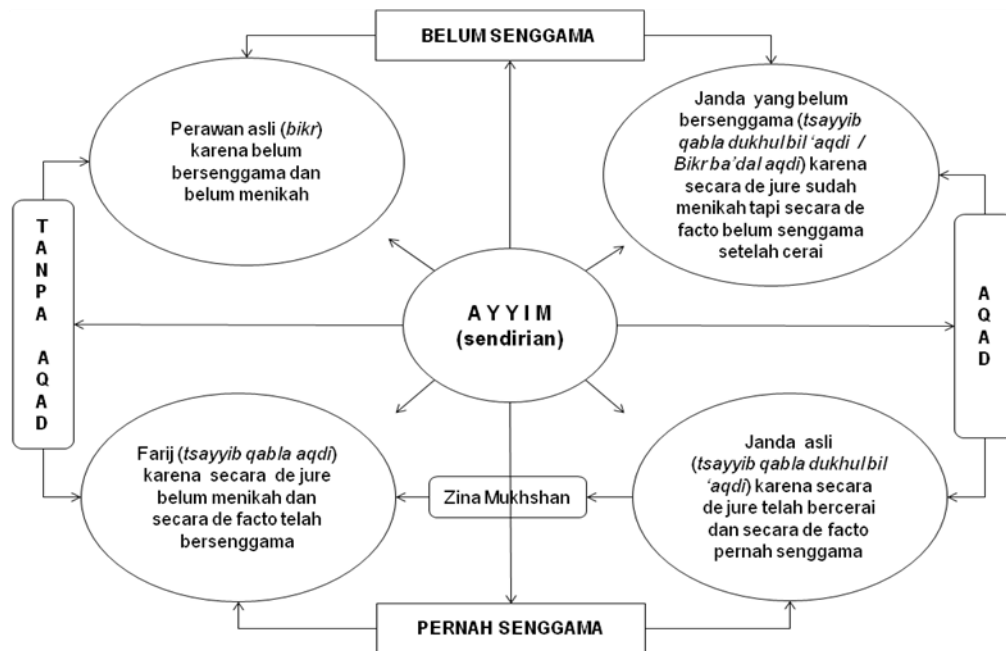 BELUM SENGGAMA
Perawan asli (bikr)
karena belum
bersenggama dan
belum menikah
Janda yang belum
bersenggama (tsayyib
qabla dukhul bil ‘aqdi /
Bikr ba’dal aqdi) karena
secara de jure sudah
menikah tapi secara de
facto belum senggama
setelah cerai
TANPA AQAD
A Y Y I M
(sendirian)
AQAD
Farij (tsayyib qabla aqdi)
karena secara de jure
belum menikah dan
secara de facto telah
bersenggama
Zina Mukhshan
Janda asli
(tsayyib qabla dukhul bil
‘aqdi) karena secara
de jure telah bercerai
dan secara de facto
pernah senggama
PERNAH SENGGAMA